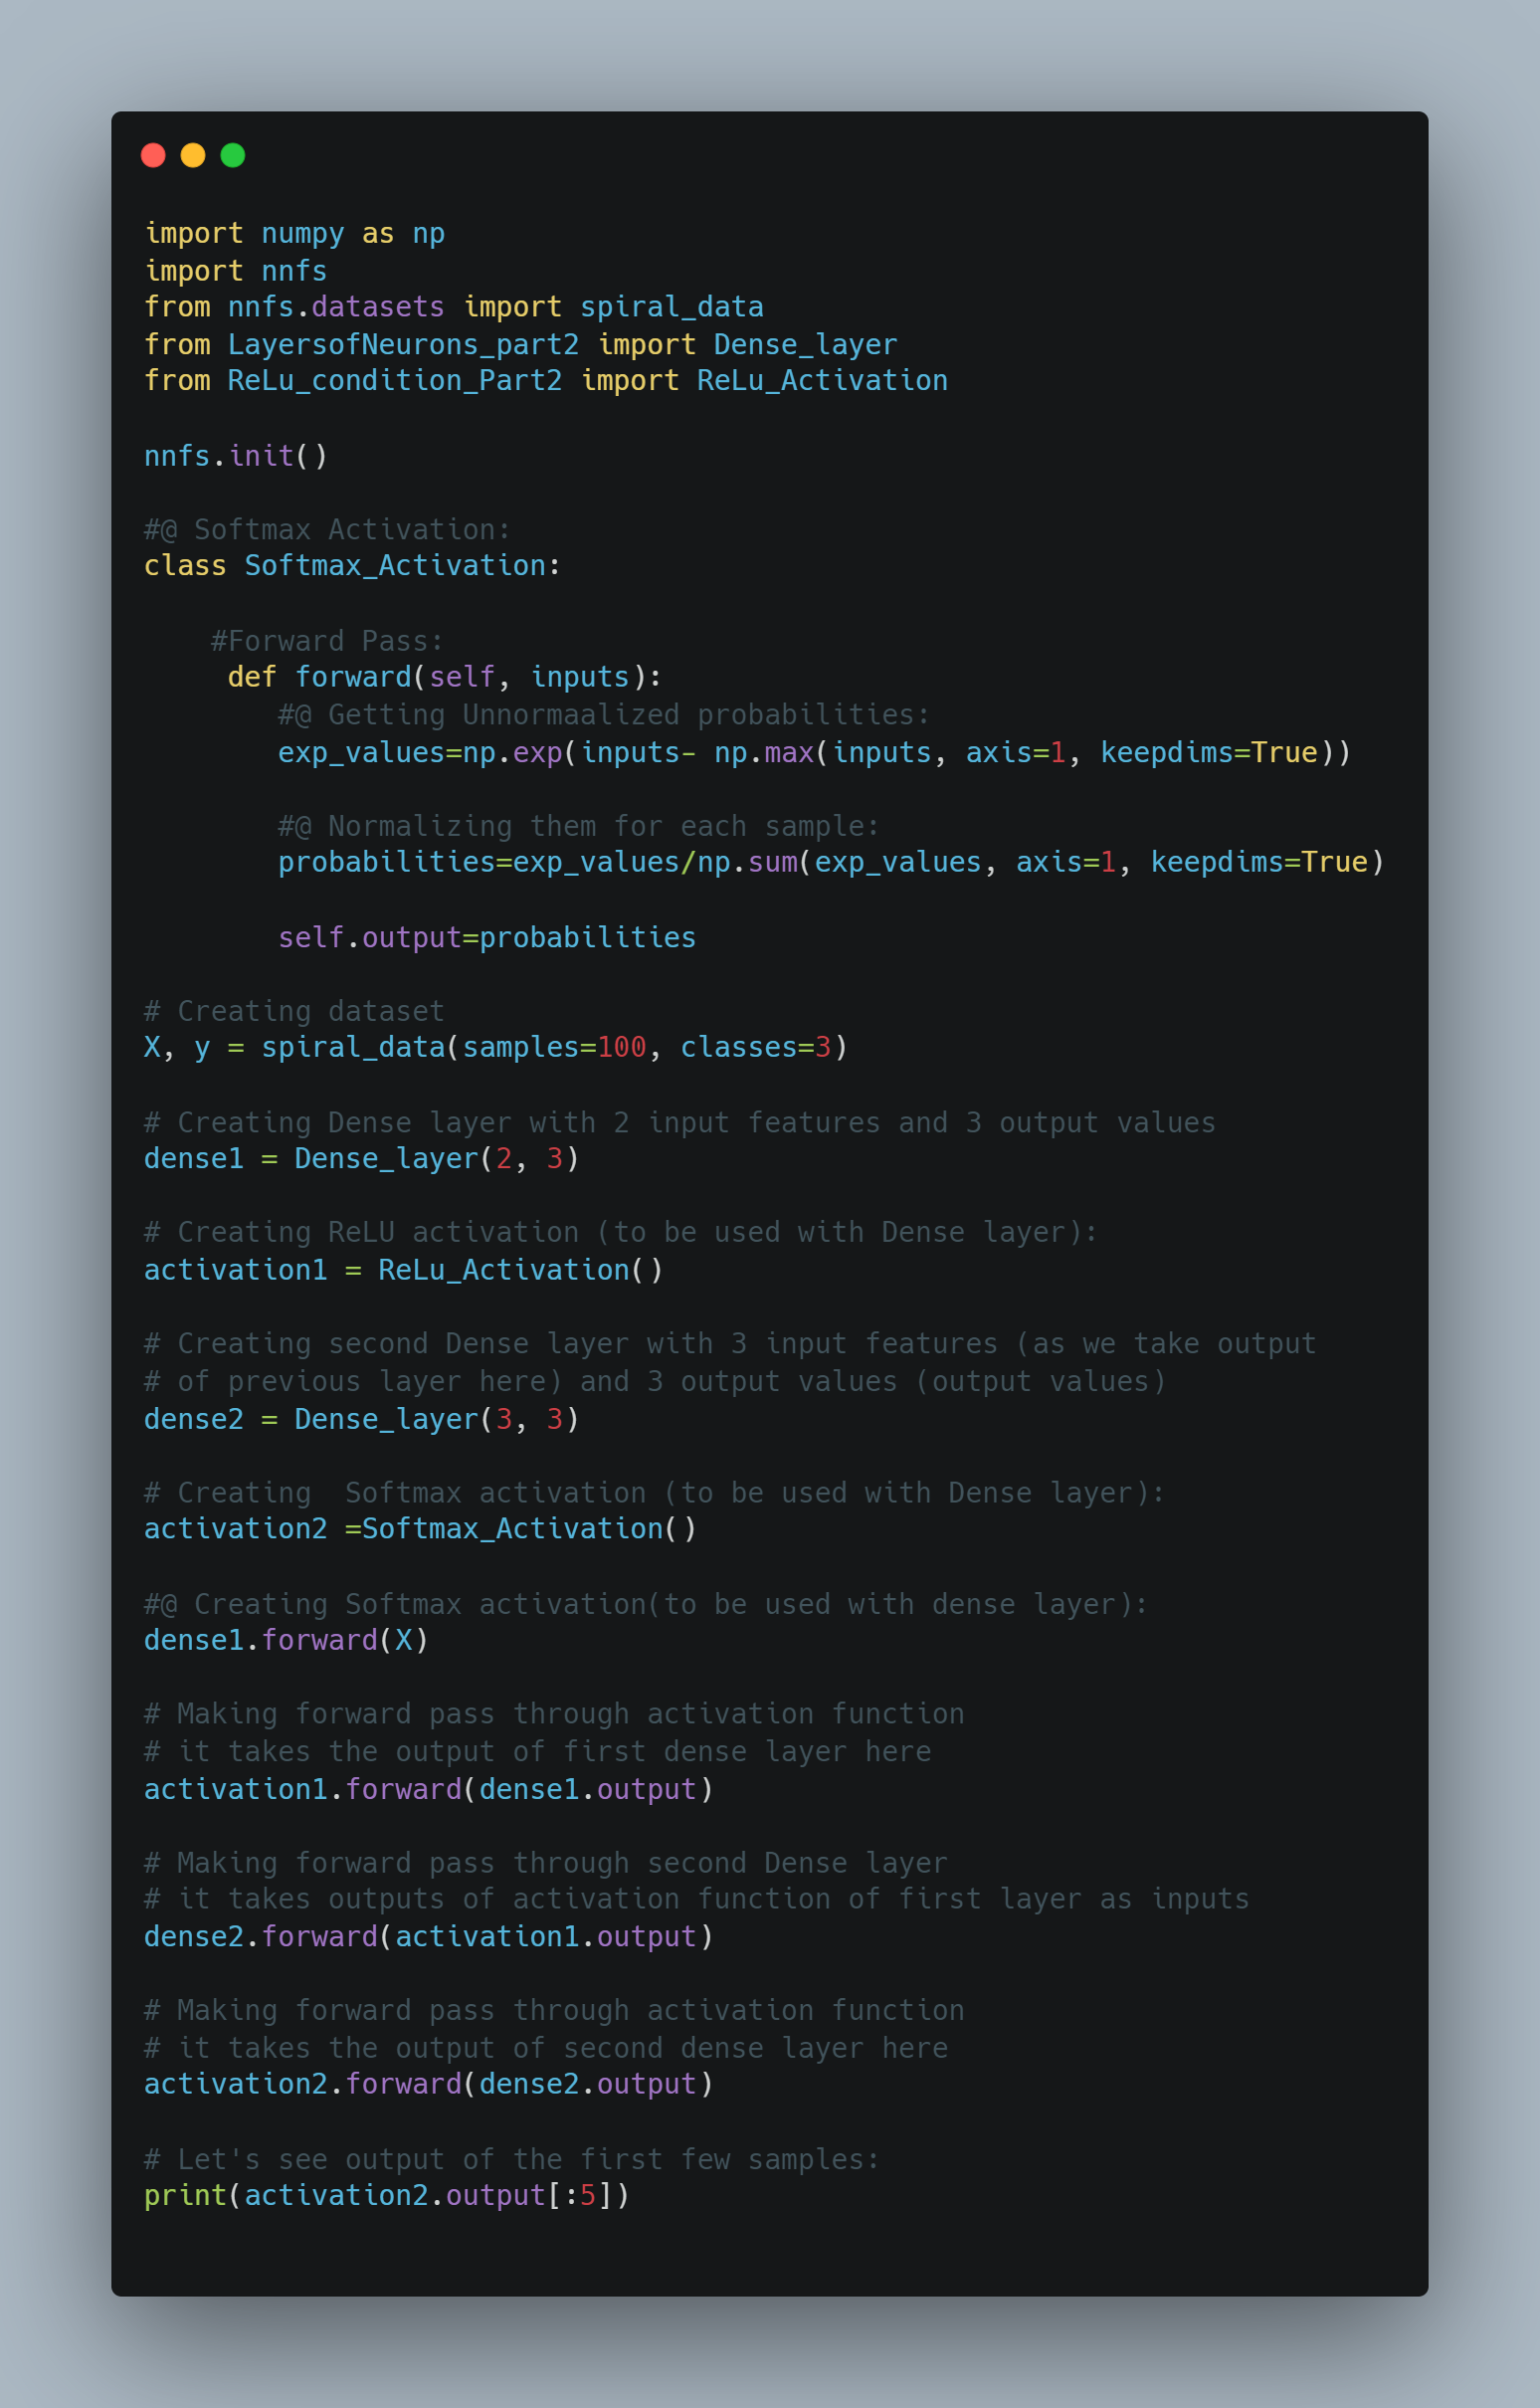 import numpy as np
import nnfs
from nnfs.datasets import spiral_data
from LayersofNeurons_part2 import Dense_layer
from ReLu_condition_Part2 import ReLu_Activation

nnfs.init()

#@ Softmax Activation:
class Softmax_Activation:

    #Forward Pass:
     def forward(self, inputs):
        #@ Getting Unnormaalized probabilities:
        exp_values=np.exp(inputs- np.max(inputs, axis=1, keepdims=True))

        #@ Normalizing them for each sample:
        probabilities=exp_values/np.sum(exp_values, axis=1, keepdims=True)

        self.output=probabilities

# Creating dataset
X, y = spiral_data(samples=100, classes=3)

# Creating Dense layer with 2 input features and 3 output values
dense1 = Dense_layer(2, 3)

# Creating ReLU activation (to be used with Dense layer):
activation1 = ReLu_Activation()

# Creating second Dense layer with 3 input features (as we take output
# of previous layer here) and 3 output values (output values)
dense2 = Dense_layer(3, 3)

# Creating  Softmax activation (to be used with Dense layer):
activation2 =Softmax_Activation()

#@ Creating Softmax activation(to be used with dense layer):
dense1.forward(X)

# Making forward pass through activation function
# it takes the output of first dense layer here
activation1.forward(dense1.output)

# Making forward pass through second Dense layer
# it takes outputs of activation function of first layer as inputs
dense2.forward(activation1.output)

# Making forward pass through activation function
# it takes the output of second dense layer here
activation2.forward(dense2.output)

# Let's see output of the first few samples:
print(activation2.output[:5])